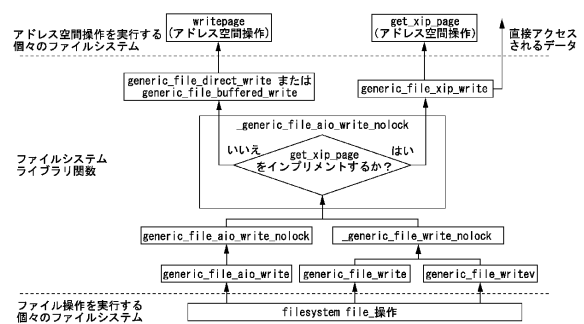 アドレス空間操作を実行する
個々のファイルシステム
writepage
(アドレス空間操作)
get_xip_page
(アドレス空間操作)
直接アクセス
されるデータ
generic_file_direct_write または
generic_file_buffered_write
generic_file_xip_write
ファイルシステム
ライブラリ関数
_generic_file_aio_write_nolock
いいえ
はい
get_xip_page
をインプリメントするか?
generic_file_aio_write_nolock
_generic_file_write_nolock
generic_file_aio_write
generic_file_write
generic_file_writev
ファイル操作を実行する
個々のファイルシステム
filesystem file_操作